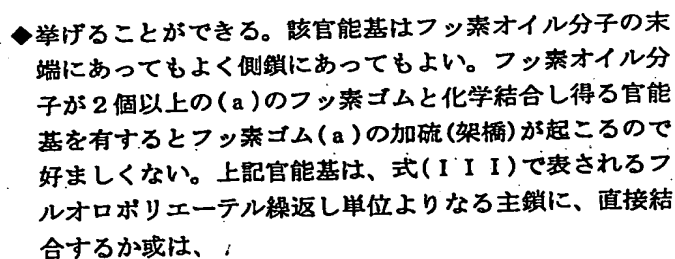 ◆挙げることができる。該官能基はフッ素オイル分子の末
端にあってもよく側鎖にあってもよい。フッ素オイル分
子が2個以上の(a)のフッ素ゴムと化学結合し得る官能
基を有するとフッ素ゴム(a)の加硫(架橋)が起こるので
好ましくない。上記官能基は、式(ＩＩＩ)で表されるフ
ルオロポリエーテル繰返し単位よりなる主鎖に、直接結
合するか或は、